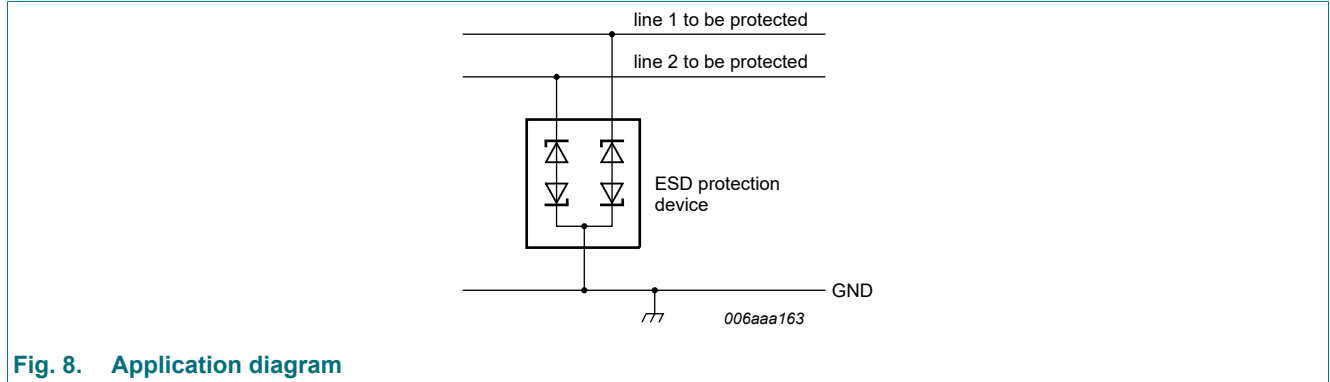 line 1 to be protected
line 2 to be protected
ESD protection
device
GND
006aaa163
Fig. 8. Application diagram